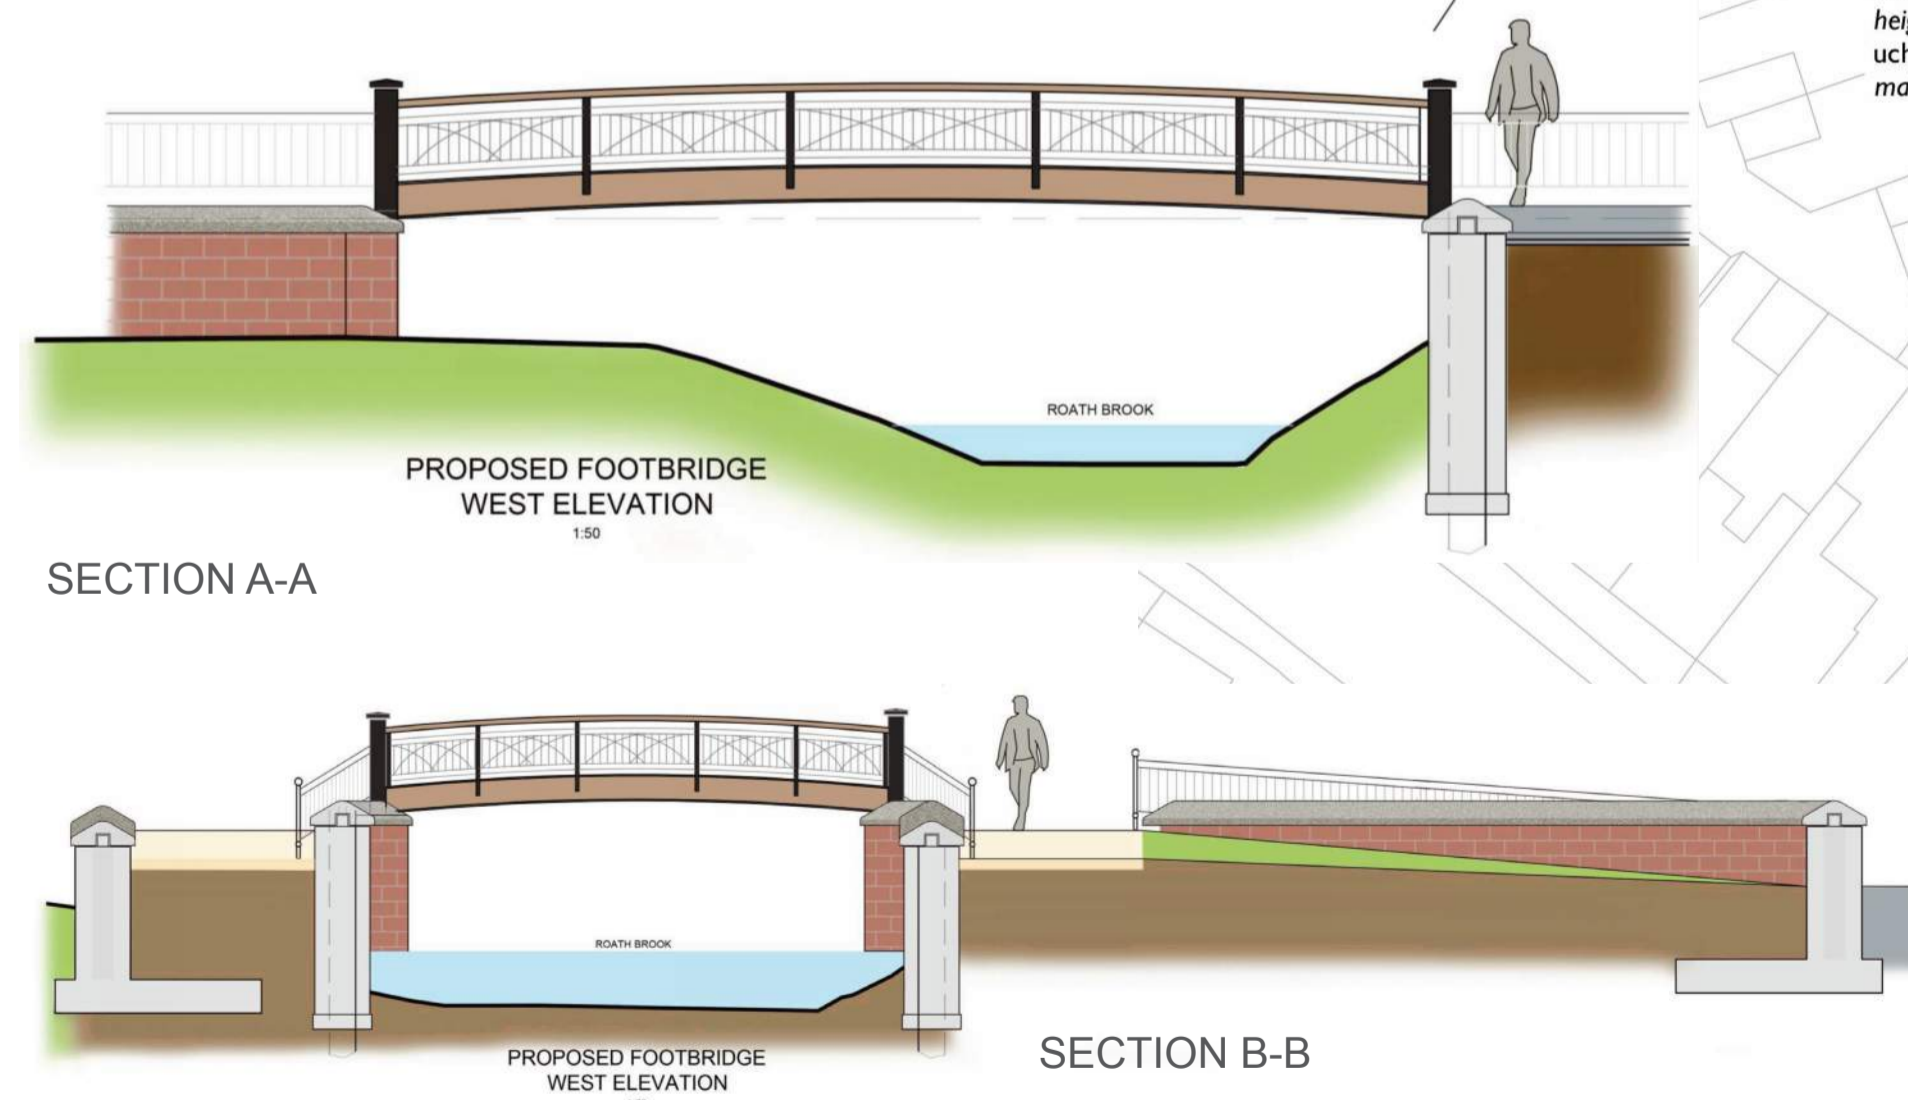 ROATH BROOK
PROPOSED FOOTBRIDGE
WEST ELEVATION
1:50
SECTION A-A
ROATH BROOK
PROPOSED FOOTBRIDGE
WEST ELEVATION
SECTION B-B